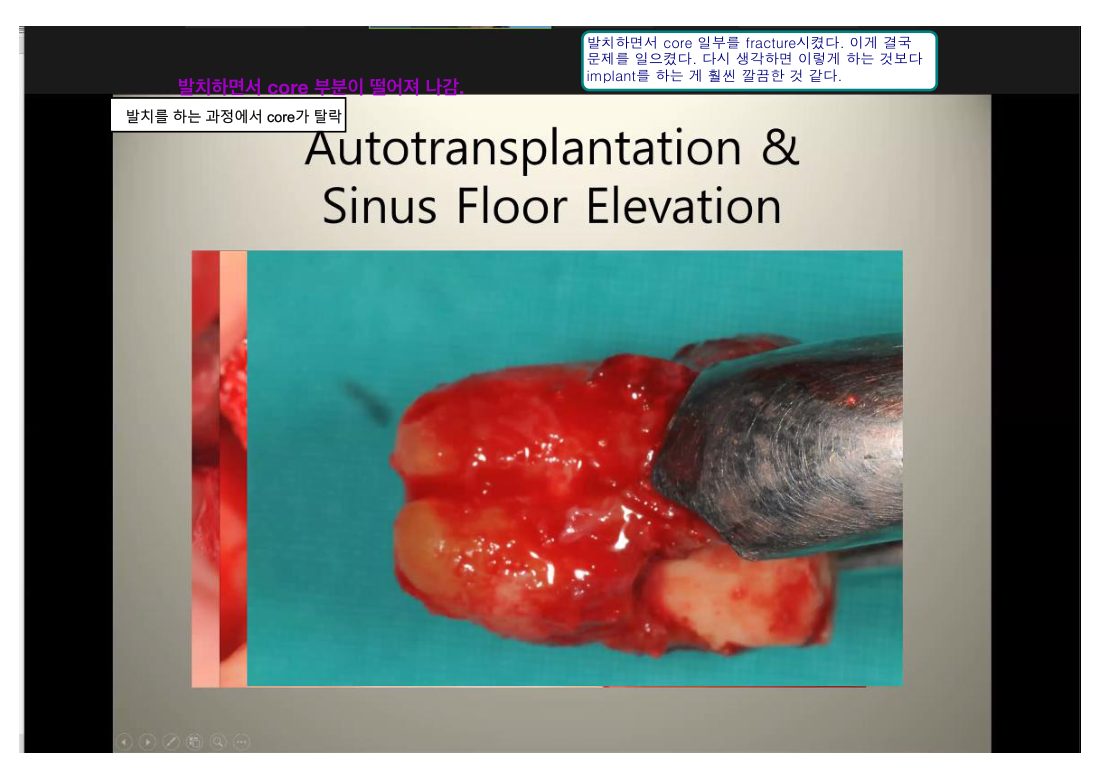 발치하면서 core 일부를 fracture시켰다. 이게 결국
문제를 일으켰다. 다시 생각하면 이렇게 하는 것보다
implant를 하는 게 훨씬 깔끔한 것 같다.
발치하면서 core 부분이 떨어져 나감.
발치를 하는 과정에서 core가 탈락
Autotransplantation &
Sinus Floor Elevation